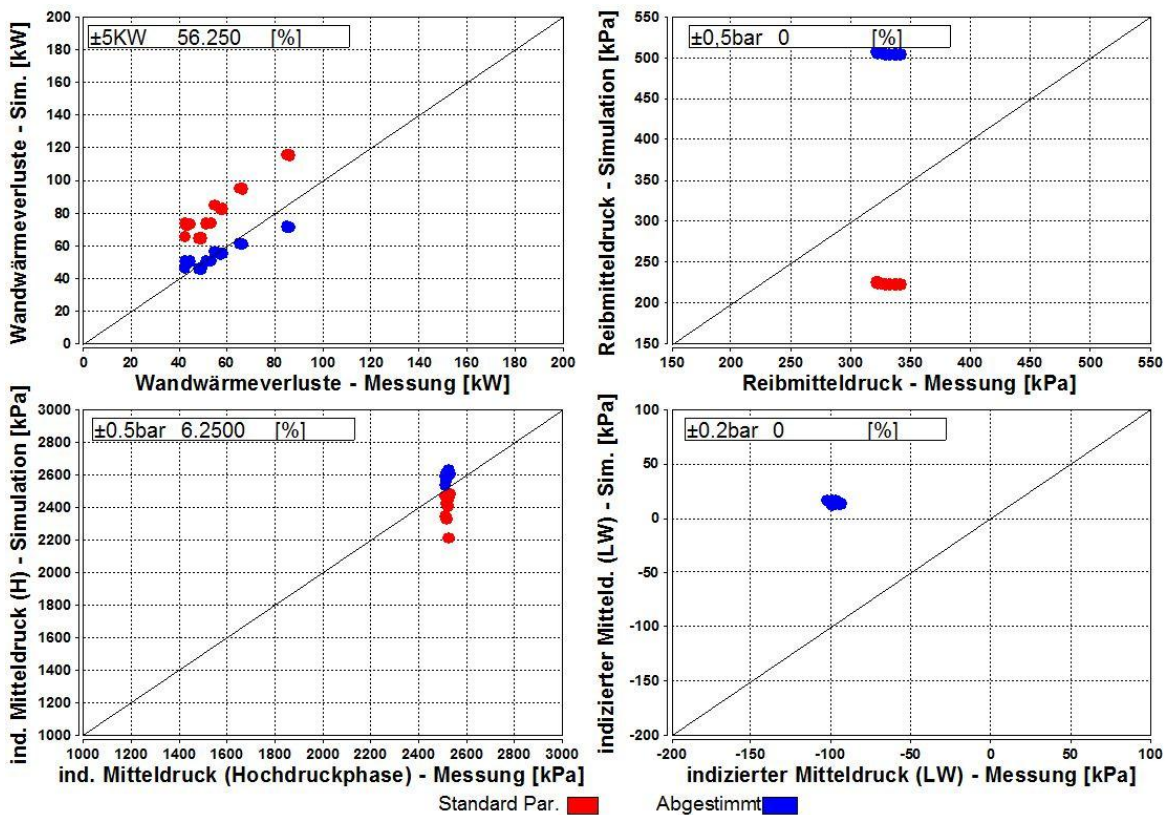 Wandwärmeverluste - Sim. [kW]
200
180
160
140
120
100
80
60
40
20
0
±5KW 56.250 [%]
0 20 40 60 80 100 120 140 160 180 200
Wandwärmeverluste - Messung [kW]
Reibmitteldruck - Simulation [kPa]
550
500
450
400
350
300
250
200
150
±0,5bar 0 [%]
150 200 250 300 350 400 450 500 550
Reibmitteldruck - Messung [kPa]
ind. Mitteldruck (H) - Simulation [kPa]
3000
2800
2600
2400
2200
2000
1800
1600
1400
1200
1000
±0.5bar 6.2500 [%]
1000 1200 1400 1600 1800 2000 2200 2400 2600 2800 3000
ind. Mitteldruck (Hochdruckphase) - Messung [kPa]
indizierter Mitteld. (LW) - Sim. [kPa]
100
50
0
-50
-100
-150
-200
±0.2bar 0 [%]
-200 -150 -100 -50 0 50 100
indizierter Mitteldruck (LW) - Messung [kPa]
Standard Par. Abgestimmt